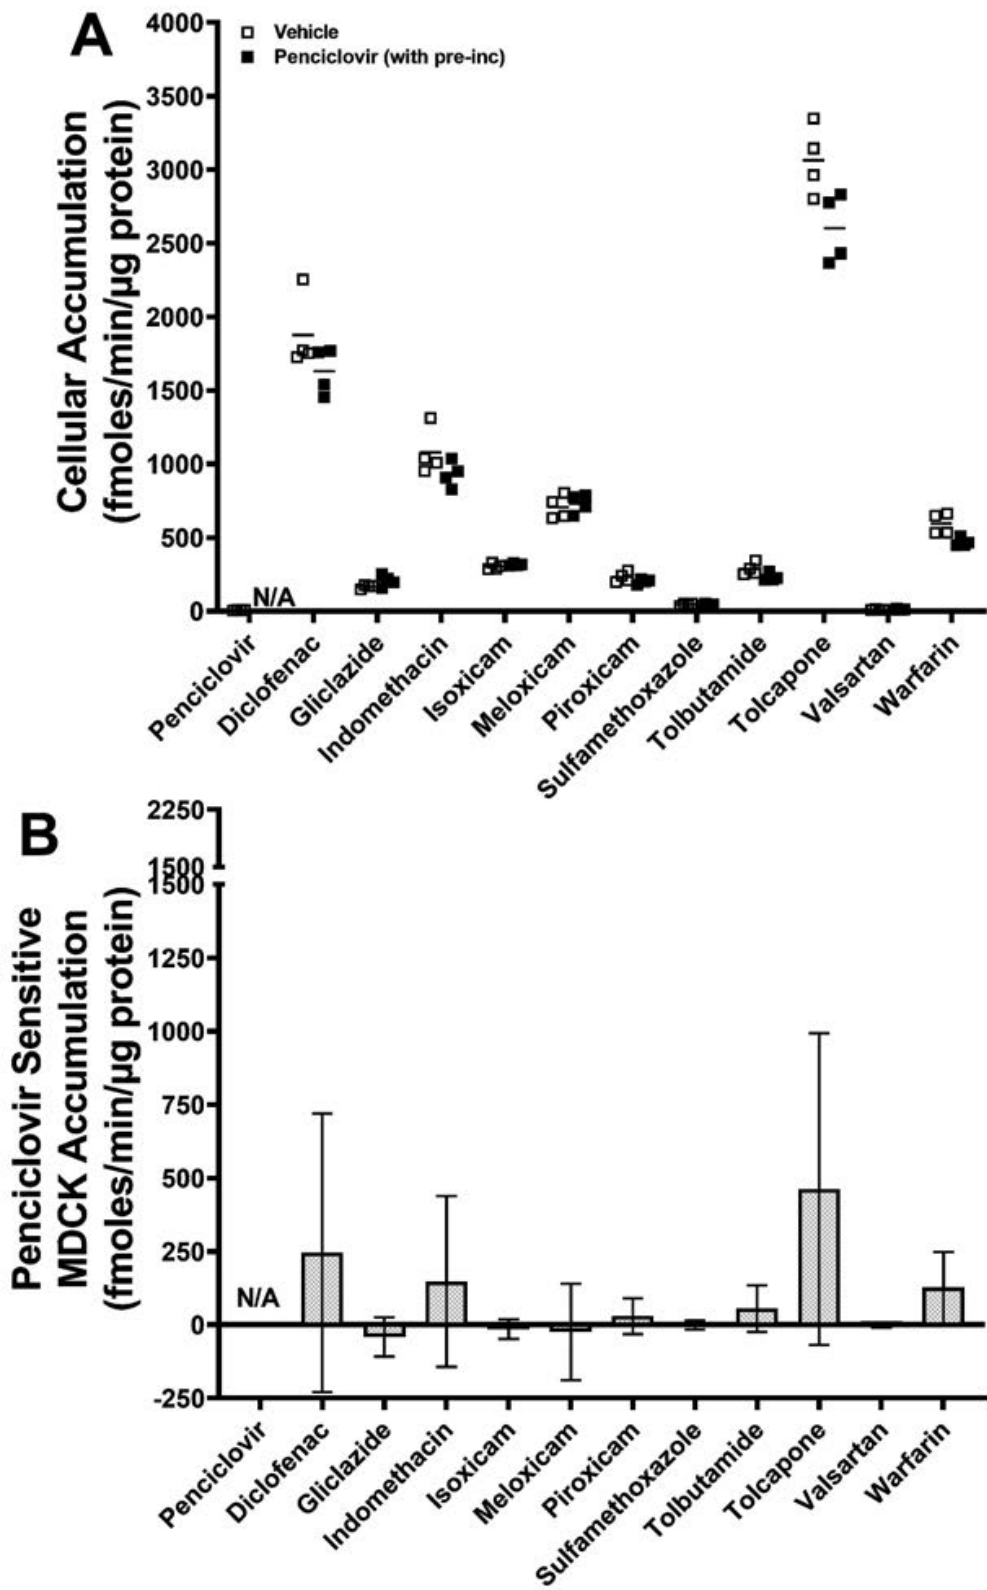 A
Vehicle
Penciclovir (with pre-inc)
Cellular Accumulation
(fmoles/min/µg protein)
4000
3500
3000
2500
2000
1500
1000
500
0
N/A
Penciclovir
Diclofenac
Gliclazide
Indomethacin
Isoxicam
Meloxicam
Piroxicam
Sulfamethoxazole
Tolbutamide
Tolcapone
Valsartan
Warfarin
B
Penciclovir Sensitive
MDCK Accumulation
(fmoles/min/µg protein)
2250
1500
1500
1250
1000
750
500
250
0
-250
N/A
Penciclovir
Diclofenac
Gliclazide
Indomethacin
Isoxicam
Meloxicam
Piroxicam
Sulfamethoxazole
Tolbutamide
Tolcapone
Valsartan
Warfarin